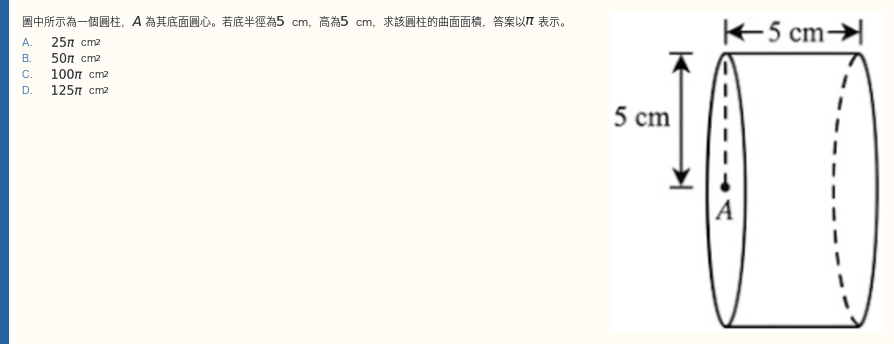 圖中所示為一個圓柱，A 為其底面圓心。若底半徑為5 cm，高為5 cm，求該圓柱的曲面面積，答案以π 表示。
A. 25π cm2
B. 50π cm2
C. 100π cm2
D. 125π cm2
5 cm
5 cm
A